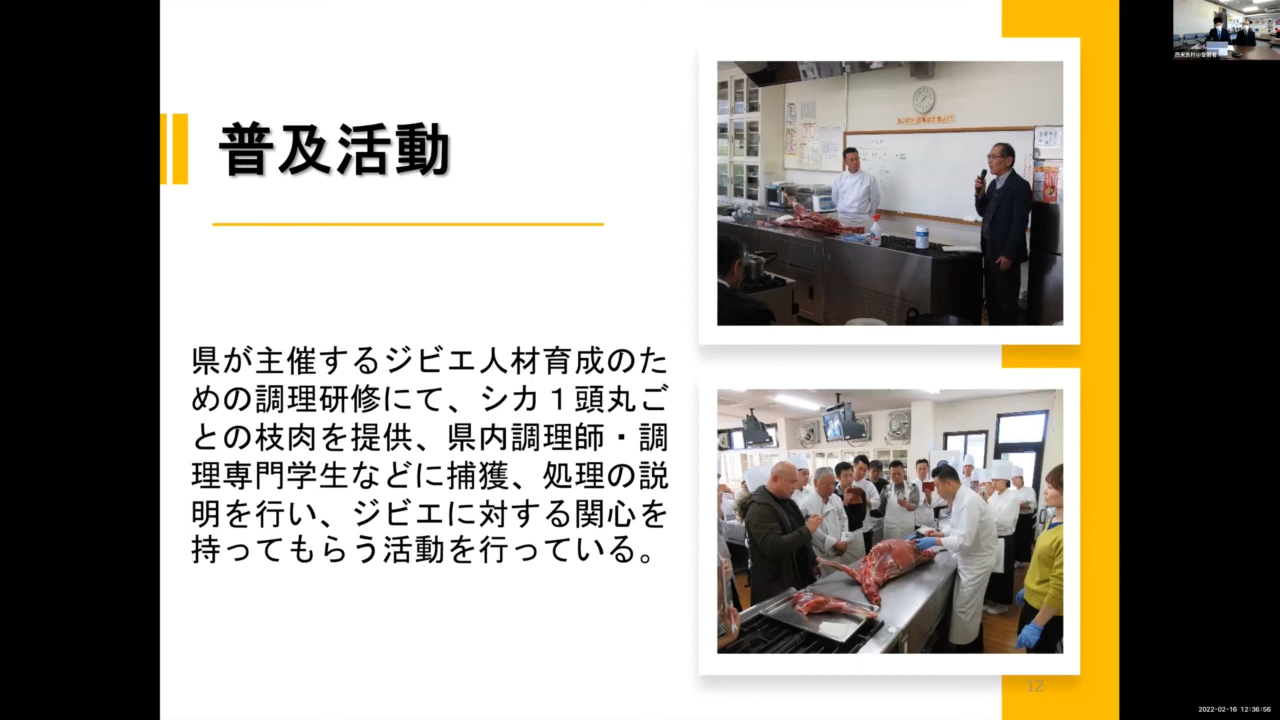 普及活動
県が主催するジビエ人材育成のた
めの調理研修にて、シカ１頭丸ご
との枝肉を提供、県内調理師・調
理専門学生などに捕獲、処理の説
明を行い、ジビエに対する関心を
持ってもらう活動を行っている。
12
2022-02-16 12:36:56